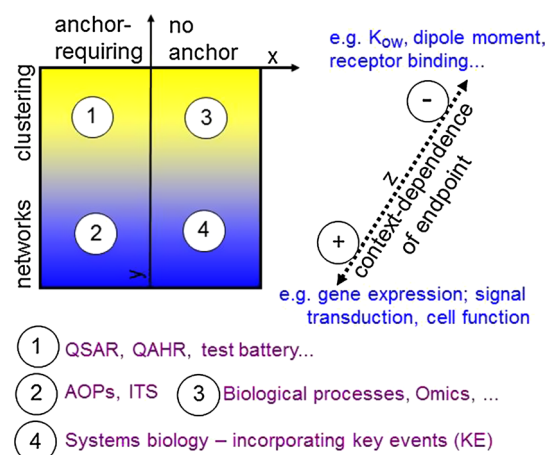 anchor-
requiring
no
anchor
x
clustering
networks
1
3
2
4
y
e.g. Kow, dipole moment,
receptor binding...
-
z
context-dependence
of endpoint
+
e.g. gene expression; signal
transduction, cell function
1 QSAR, QAHR, test battery...
2 AOPs, ITS
3 Biological processes, Omics, ...
4 Systems biology – incorporating key events (KE)